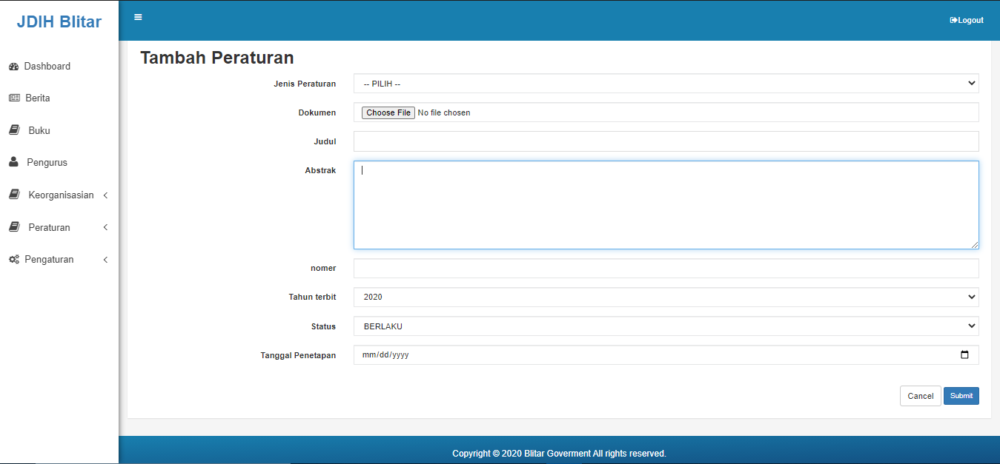 JDIH Blitar
Logout
Dashboard
Berita
Buku
Pengurus
Keorganisasian
Peraturan
Pengaturan
Tambah Peraturan
Jenis Peraturan
-- PILIH --
Dokumen
Choose File No file chosen
Judul
Abstrak
nomer
Tahun terbit
2020
Status
BERLAKU
Tanggal Penetapan
mm/dd/yyyy
Cancel
Submit
Copyright © 2020 Blitar Goverment All rights reserved.